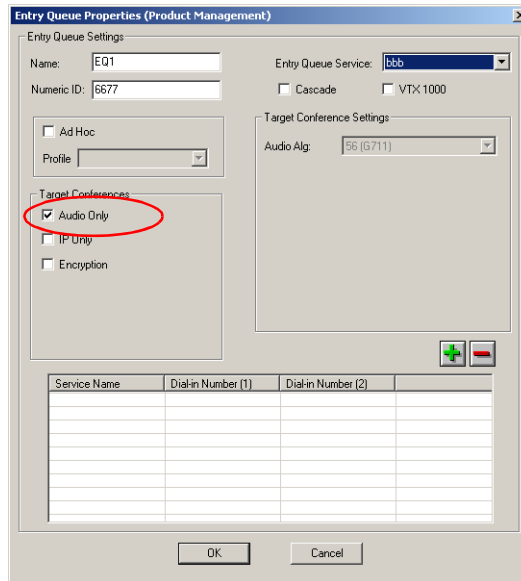 Entry Queue Properties (Product Management)
Entry Queue Settings
Name: EQ1
Entry Queue Service: bbb
Numeric ID: 6677
Cascade
VTX 1000
Ad Hoc
Profile
Target Conference Settings
Audio Alg: 56 (G711)
Target Conferences
Audio Only
IP Only
Encryption
Service Name Dial-in Number (1) Dial-in Number (2)
OK Cancel